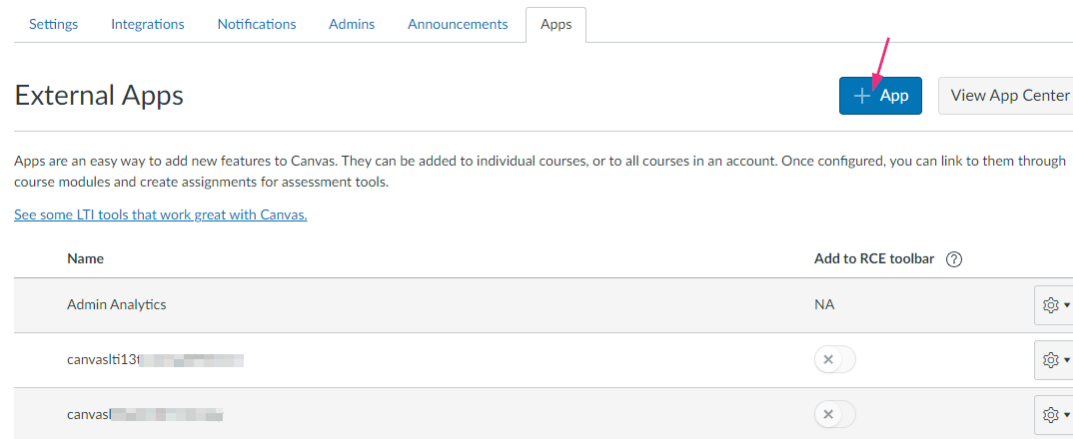 Settings Integrations Notifications Admins Announcements Apps
External Apps
+ App View App Center
Apps are an easy way to add new features to Canvas. They can be added to individual courses, or to all courses in an account. Once configured, you can link to them through
course modules and create assignments for assessment tools.
See some LTI tools that work great with Canvas.
Name Add to RCE toolbar ?
Admin Analytics NA